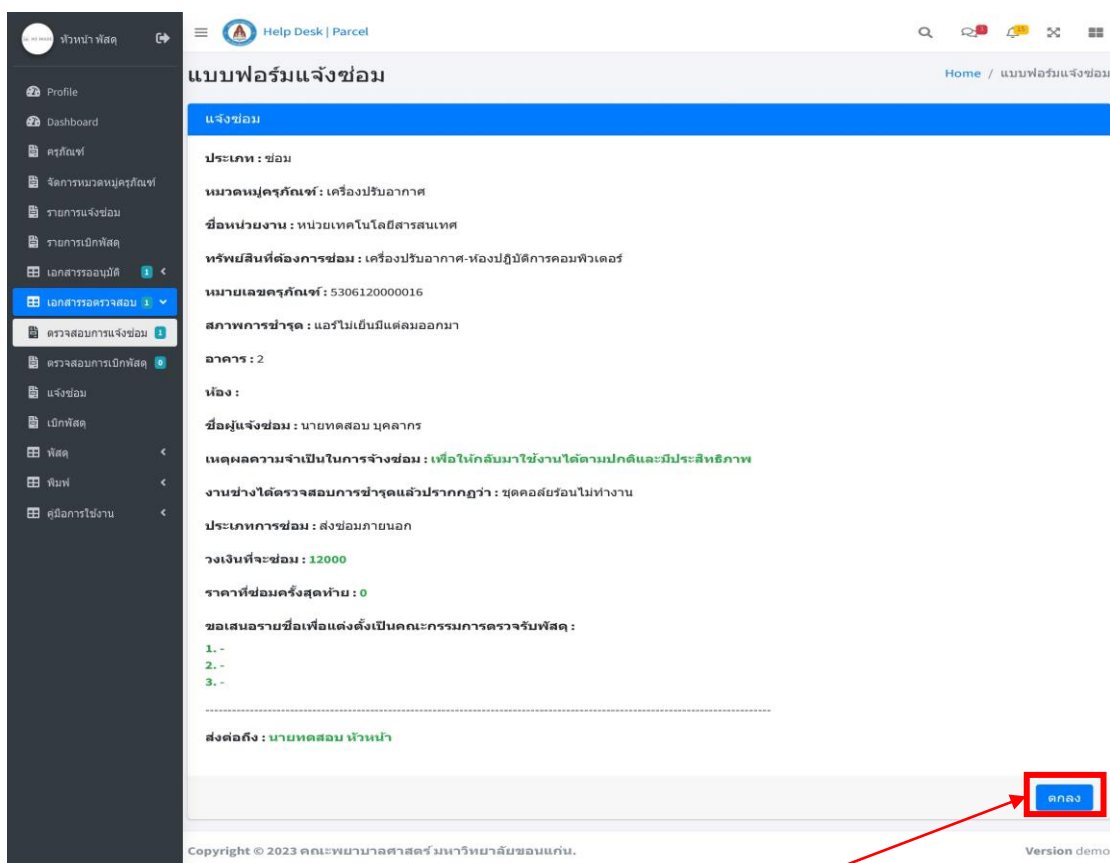 หัวหน้า พัสดุ
Help Desk | Parcel
แบบฟอร์มแจ้งซ่อม
Home / แบบฟอร์มแจ้งซ่อม
Profile
Dashboard
ครุภัณฑ์
จัดการหมวดหมู่ครุภัณฑ์
รายการแจ้งซ่อม
รายการเบิกพัสดุ
เอกสารรออนุมัติ 1
เอกสารรอตรวจสอบ 1
ตรวจสอบการแจ้งซ่อม 1
ตรวจสอบการเบิกพัสดุ 0
แจ้งซ่อม
เบิกพัสดุ
พัสดุ
พิมพ์
คู่มือการใช้งาน
แจ้งซ่อม
ประเภท : ซ่อม
หมวดหมู่ครุภัณฑ์ : เครื่องปรับอากาศ
ชื่อหน่วยงาน : หน่วยเทคโนโลยีสารสนเทศ
ทรัพย์สินที่ต้องการซ่อม : เครื่องปรับอากาศ-ห้องปฎิบัติการคอมพิวเตอร์
หมายเลขครุภัณฑ์ : 5306120000016
สภาพการชำรุด : แอร์ไม่เย็นมีแต่ลมออกมา
อาคาร : 2
ห้อง :
ชื่อผู้แจ้งซ่อม : นายทดสอบ บุคลากร
เหตุผลความจำเป็นในการจ้างซ่อม : เพื่อให้กลับมาใช้งานได้ตามปกติและมีประสิทธิภาพ
งานช่างได้ตรวจสอบการชำรุดแล้วปรากกฏว่า : ชุดคอล์ยร้อนไม่ทำงาน
ประเภทการซ่อม : ส่งซ่อมภายนอก
วงเงินที่จะซ่อม : 12000
ราคาที่ซ่อมครั้งสุดท้าย : 0
ขอเสนอรายชื่อเพื่อแต่งตั้งเป็นคณะกรรมการตรวจรับพัสดุ :
1. -
2. -
3. -
ส่งต่อถึง : นายทดสอบ หัวหน้า
ตกลง
Copyright © 2023 คณะพยาบาลศาสตร์ มหาวิทยาลัยขอนแก่น.
Version demo